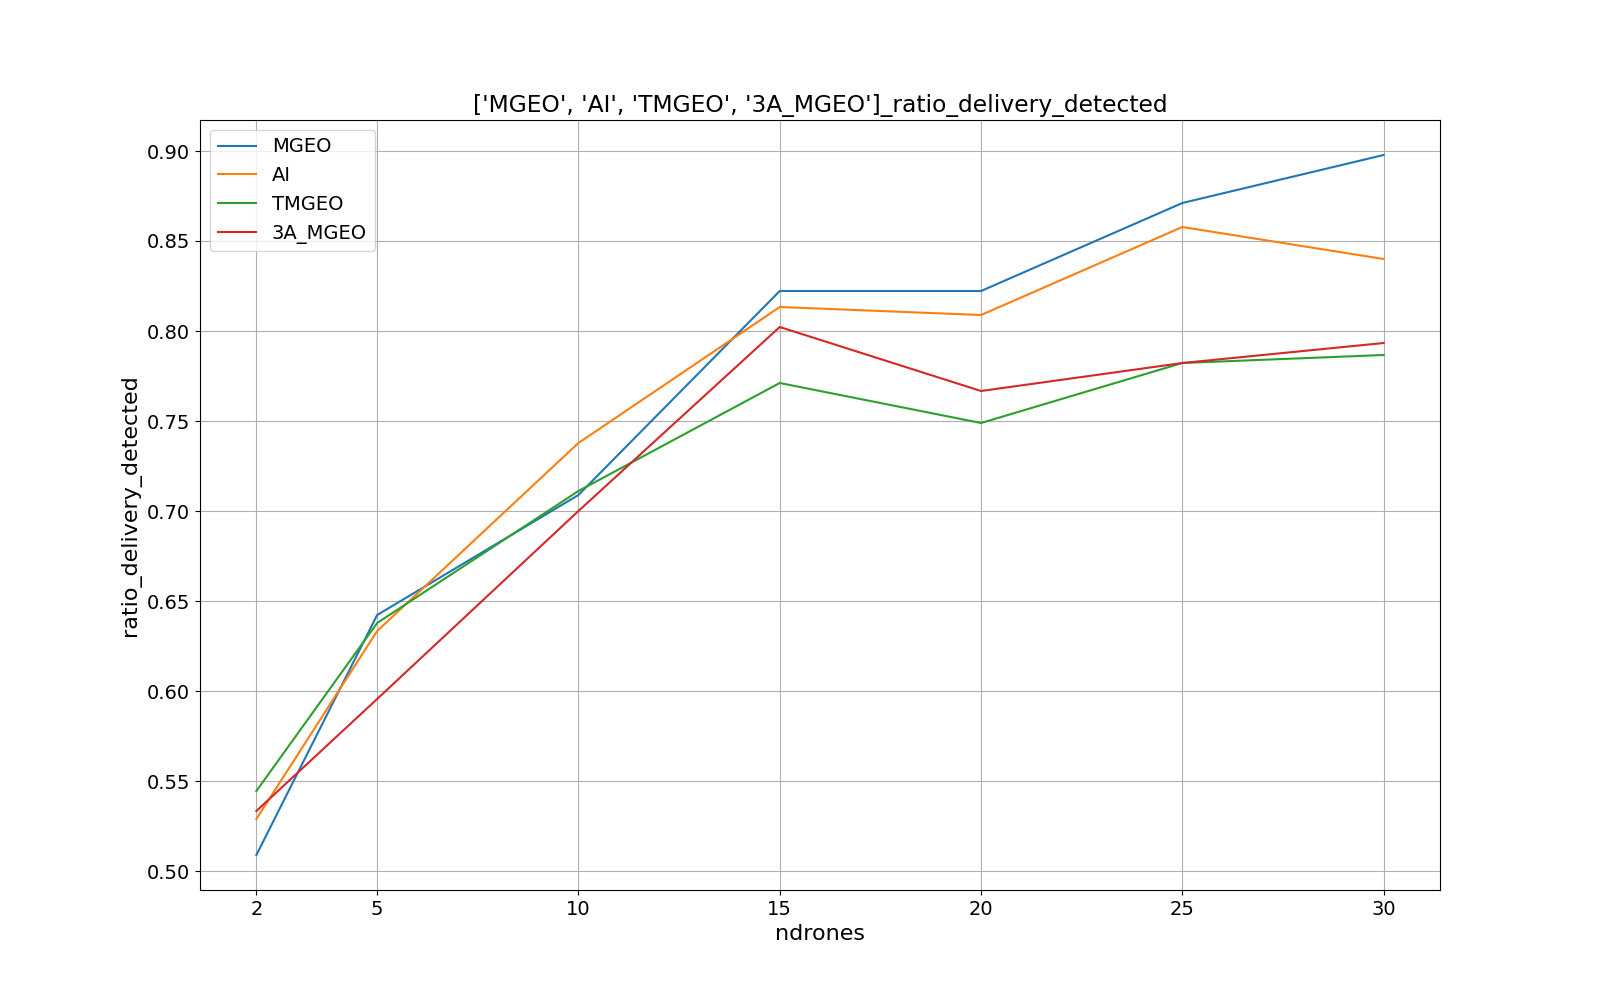 ['MGEO', 'AI', 'TMGEO', '3A_MGEO']_ratio_delivery_detected
MGEO
AI
TMGEO
3A_MGEO
0.90
0.85
0.80
0.75
0.70
0.65
0.60
0.55
0.50
ratio_delivery_detected
2 5 10 15 20 25 30
ndrones